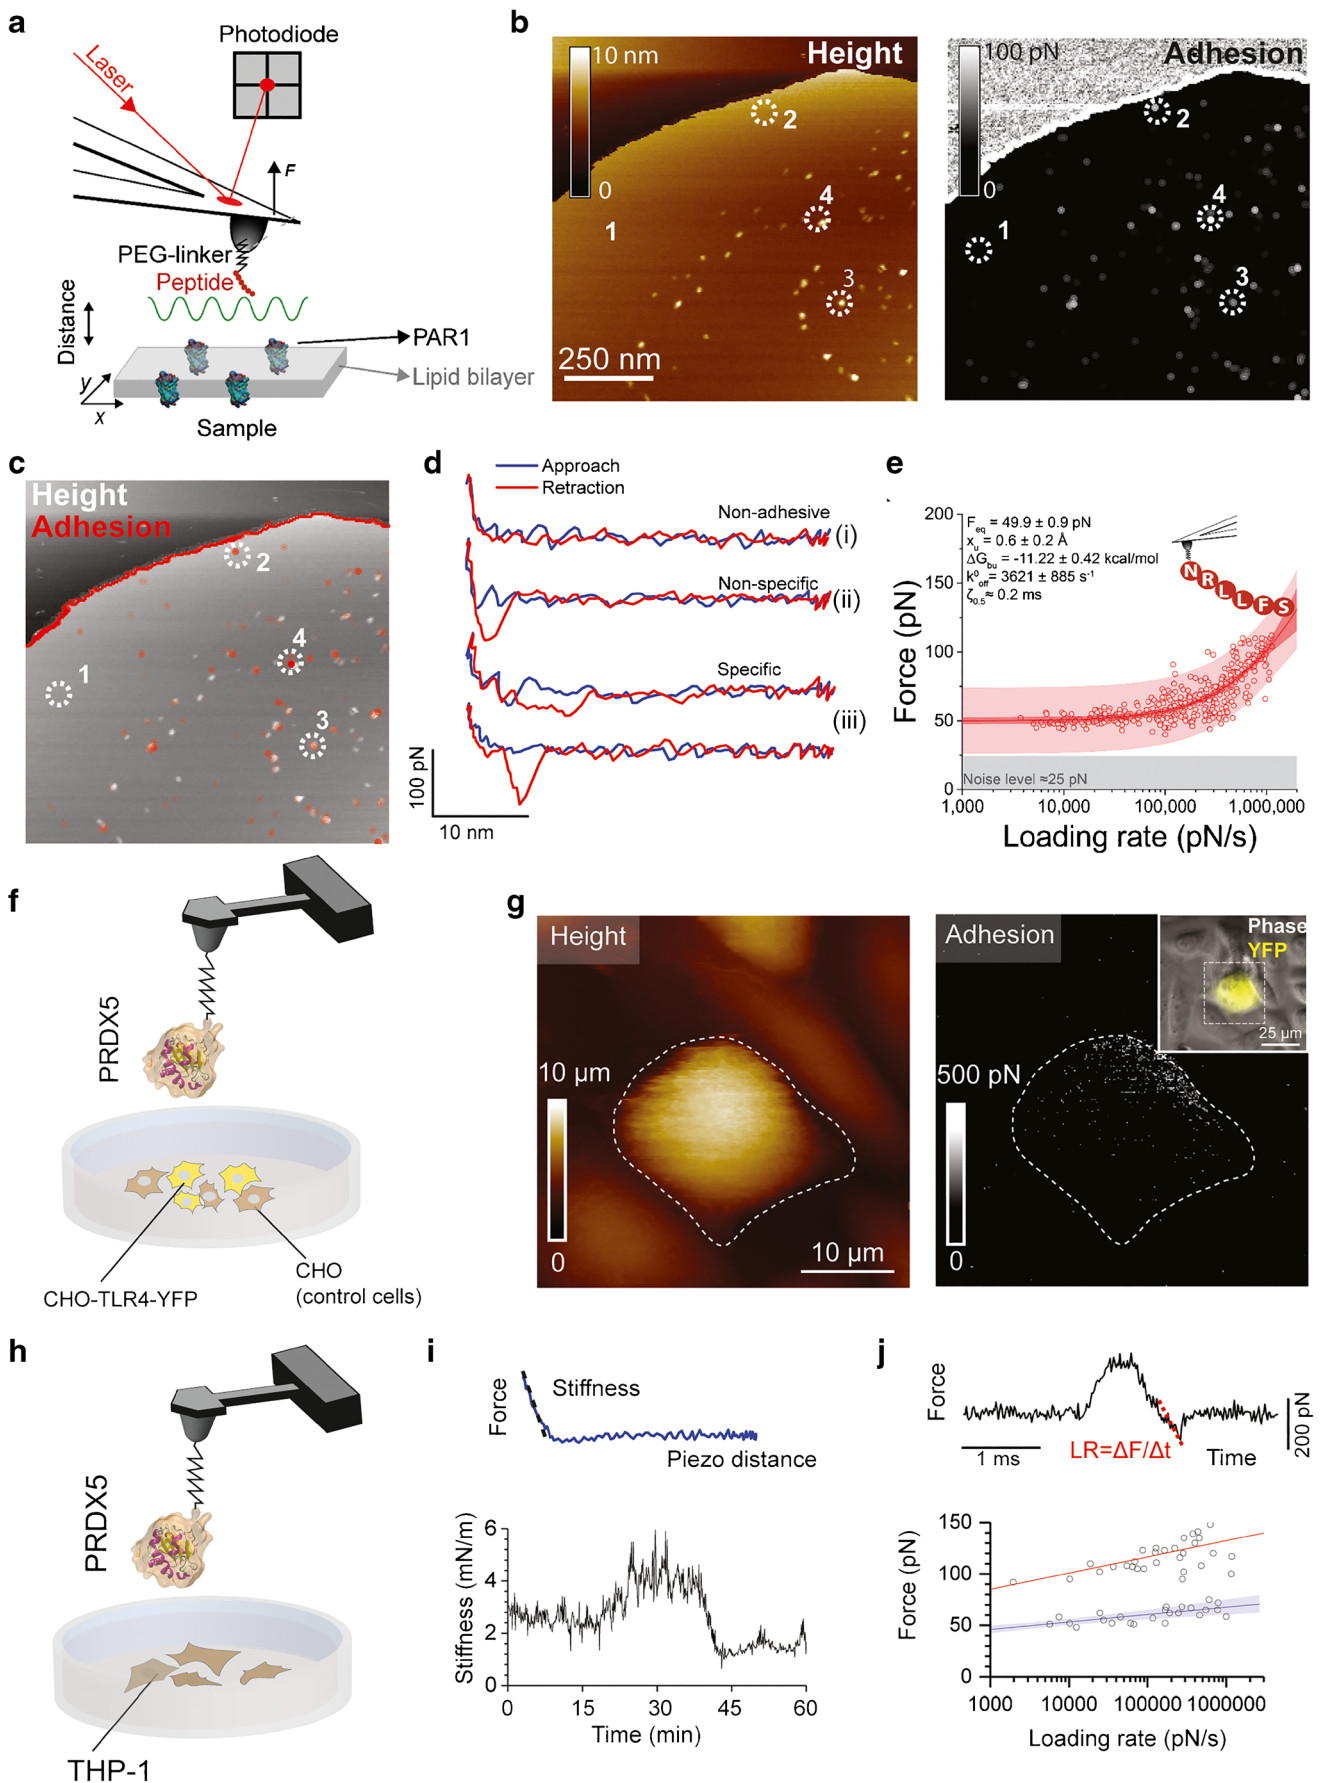 a
Photodiode
Laser
F
PEG-linker
Peptide
Distance
PAR1
Lipid bilayer
y
x
Sample
b
10 nm
Height
0
1
2
3
4
250 nm
100 pN
Adhesion
0
1
2
3
4
c
Height
Adhesion
1
2
3
4
d
Approach
Retraction
Non-adhesive
(i)
Non-specific
(ii)
Specific
(iii)
100 pN
10 nm
e
Feq = 49.9 ± 0.9 pN
xu = 0.6 ± 0.2 Å
ΔGbu = -11.22 ± 0.42 kcal/mol
k0off = 3621 ± 885 s-1
ζ0.5≈ 0.2 ms
N R L L F S
Force (pN)
200
150
100
50
0
Noise level ≈25 pN
1,000 10,000 100,000 1,000,000
Loading rate (pN/s)
f
PRDX5
CHO-TLR4-YFP
CHO
(control cells)
g
Height
10 µm
0
10 µm
Adhesion
Phase
YFP
25 µm
500 pN
0
h
PRDX5
THP-1
i
Force
Stiffness
Piezo distance
Stiffness (mN/m)
6
4
2
0
0 15 30 45 60
Time (min)
j
Force
200 pN
1 ms
LR=ΔF/Δt
Time
Force (pN)
150
100
50
0
1000 10000 100000 1000000
Loading rate (pN/s)